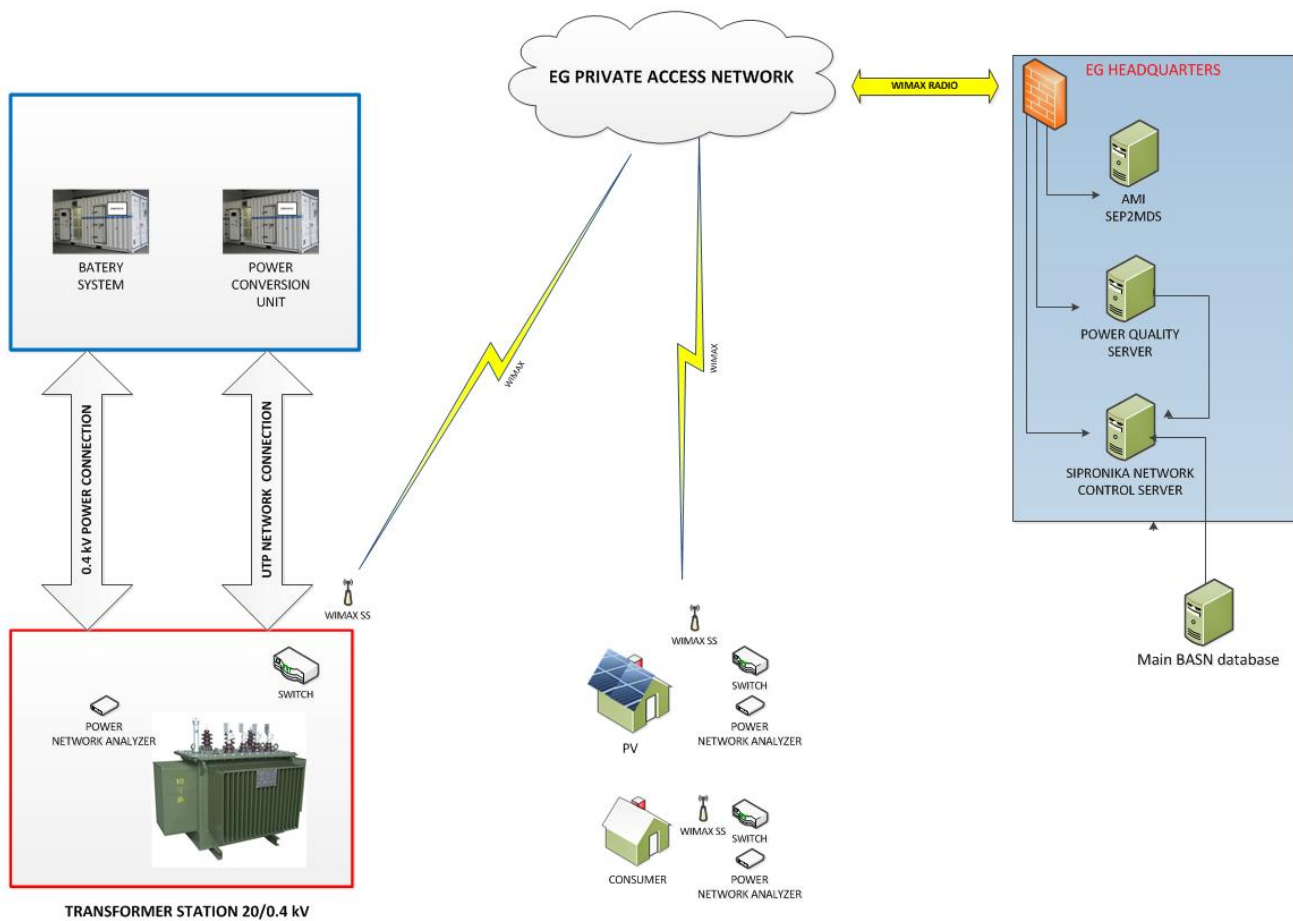 EG PRIVATE ACCESS NETWORK
WIMAX RADIO
EG HEADQUARTERS
AMI
SEP2MDS
POWER QUALITY
SERVER
SIPRONIKA NETWORK
CONTROL SERVER
Main BASN database
BATERY
SYSTEM
POWER
CONVERSION
UNIT
0.4 kV POWER CONNECTION
UTP NETWORK CONNECTION
WIMAX
WIMAX
WIMAX SS
SWITCH
POWER
NETWORK ANALYZER
TRANSFORMER STATION 20/0.4 kV
WIMAX SS
SWITCH
POWER
NETWORK ANALYZER
PV
WIMAX SS
SWITCH
POWER
NETWORK ANALYZER
CONSUMER